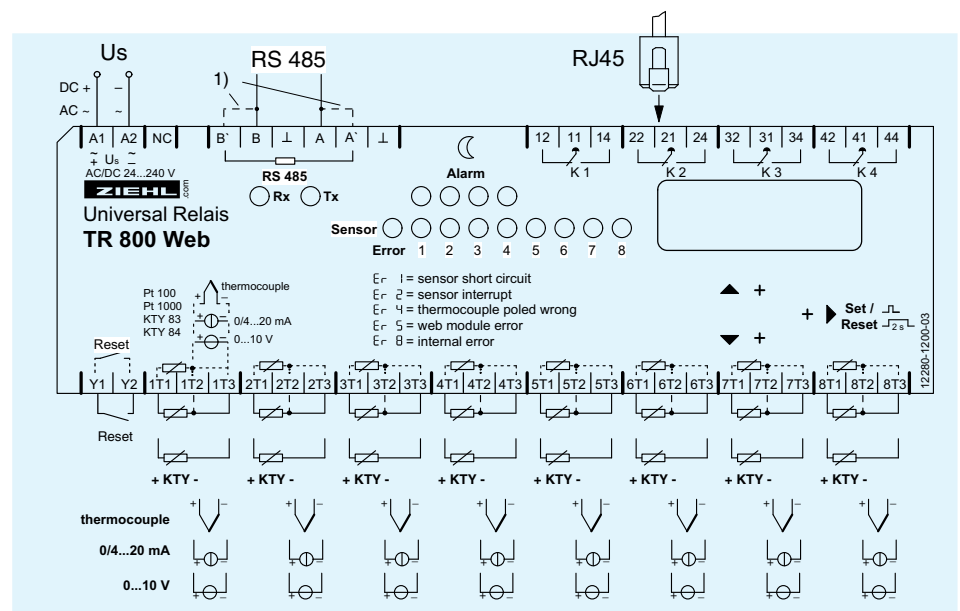 Us
RS 485
RJ45
1)
DC + –
AC ~ ~
A1 A2 NC B` B ⊥ A A` ⊥ 12 11 14 22 21 24 32 31 34 42 41 44
~ ~
+ Us –
AC/DC 24...240 V
K 1 K 2 K 3 K 4
RS 485
Rx Tx
Alarm
ZIEHL.com
Universal Relais
TR 800 Web
Sensor
Error 1 2 3 4 5 6 7 8
Er 1 = sensor short circuit
Er 2 = sensor interrupt
Er 4 = thermocouple poled wrong
Er 5 = web module error
Er 8 = internal error
Pt 100
Pt 1000
KTY 83
KTY 84
+ – thermocouple
+ – 0/4...20 mA
+ – 0...10 V
▲ +
▼ +
+ ▶ Set /
Reset 2 s
12280-1200-03
Reset
Y1 Y2 1T1 1T2 1T3 2T1 2T2 2T3 3T1 3T2 3T3 4T1 4T2 4T3 5T1 5T2 5T3 6T1 6T2 6T3 7T1 7T2 7T3 8T1 8T2 8T3
Reset
+ KTY - + KTY - + KTY - + KTY - + KTY - + KTY - + KTY - + KTY -
thermocouple + – + – + – + – + – + – + – + –
0/4...20 mA + – + – + – + – + – + – + – + –
0...10 V + – + – + – + – + – + – + – + –